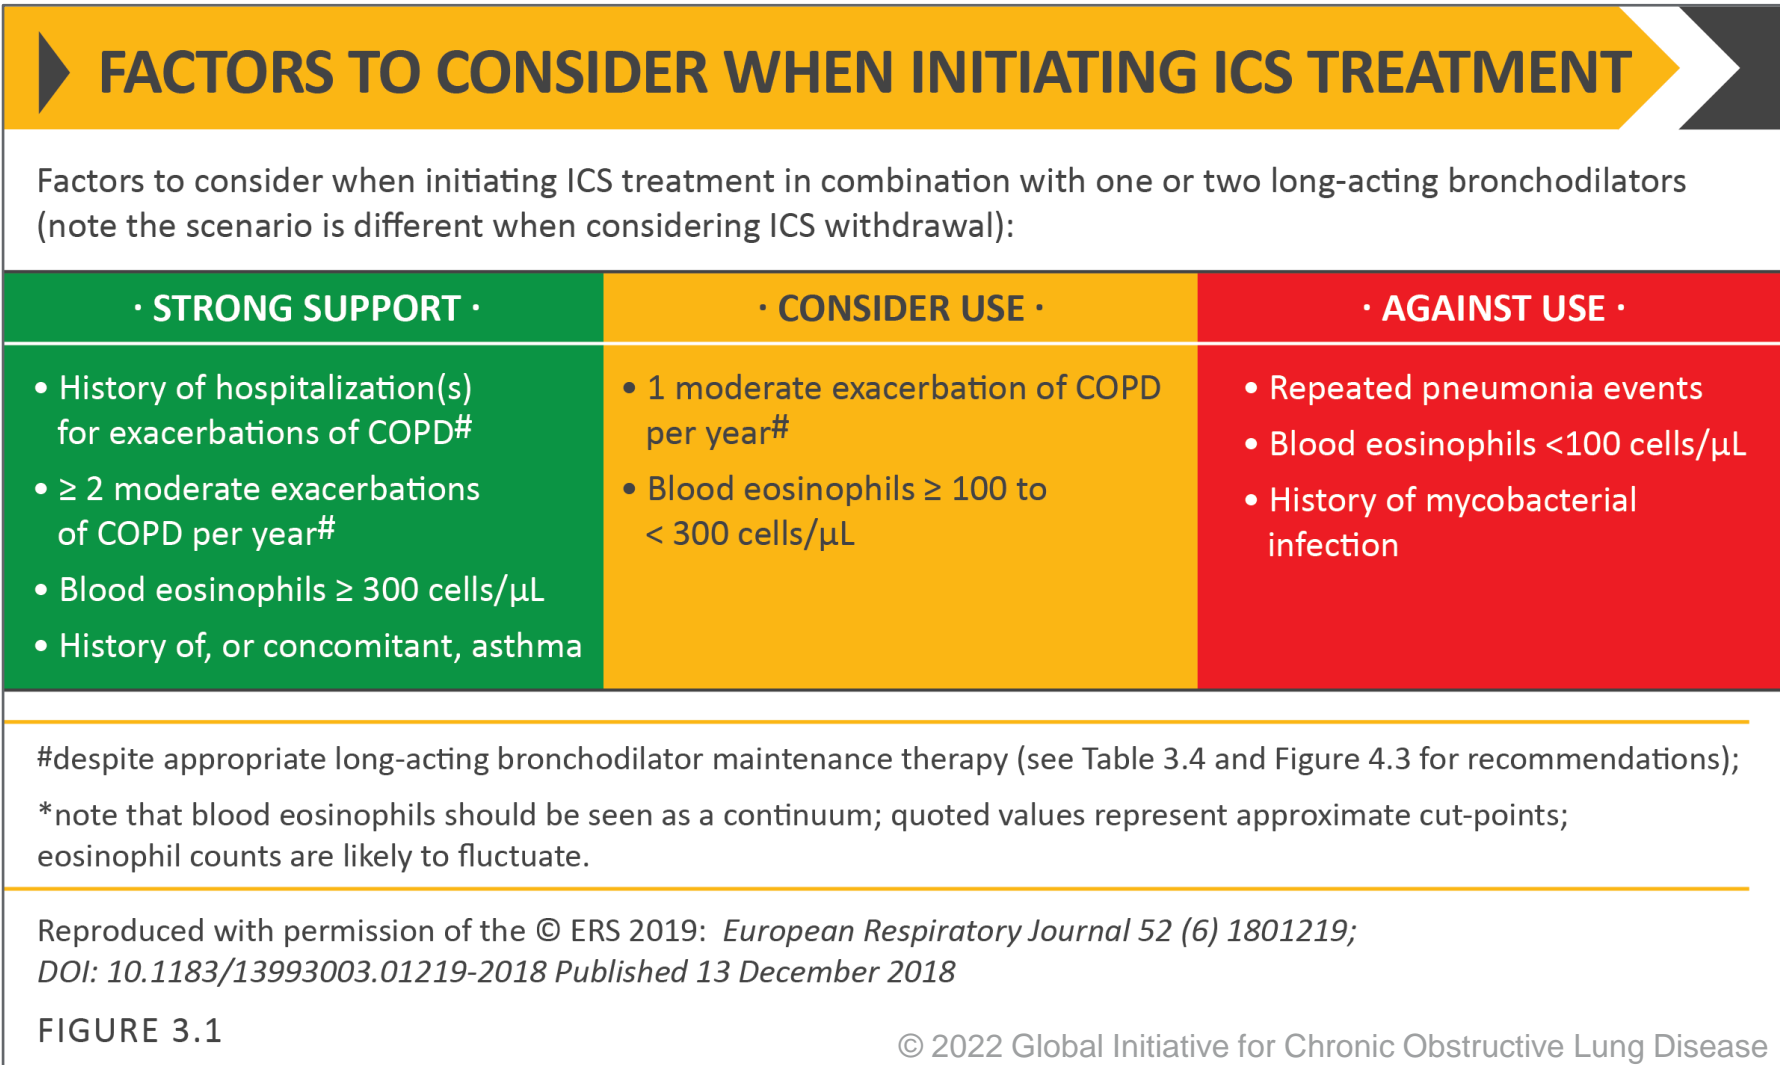 FACTORS TO CONSIDER WHEN INITIATING ICS TREATMENT
Factors to consider when initiating ICS treatment in combination with one or two long-acting bronchodilators
(note the scenario is different when considering ICS withdrawal):
· STRONG SUPPORT ·
• History of hospitalization(s)
for exacerbations of COPD#
• ≥ 2 moderate exacerbations
of COPD per year#
• Blood eosinophils ≥ 300 cells/µL
• History of, or concomitant, asthma
· CONSIDER USE ·
• 1 moderate exacerbation of COPD
per year#
• Blood eosinophils ≥ 100 to
< 300 cells/µL
· AGAINST USE ·
• Repeated pneumonia events
• Blood eosinophils <100 cells/µL
• History of mycobacterial
infection
#despite appropriate long-acting bronchodilator maintenance therapy (see Table 3.4 and Figure 4.3 for recommendations);
*note that blood eosinophils should be seen as a continuum; quoted values represent approximate cut-points;
eosinophil counts are likely to fluctuate.
Reproduced with permission of the © ERS 2019: European Respiratory Journal 52 (6) 1801219;
DOI: 10.1183/13993003.01219-2018 Published 13 December 2018
FIGURE 3.1
© 2022 Global Initiative for Chronic Obstructive Lung Disease